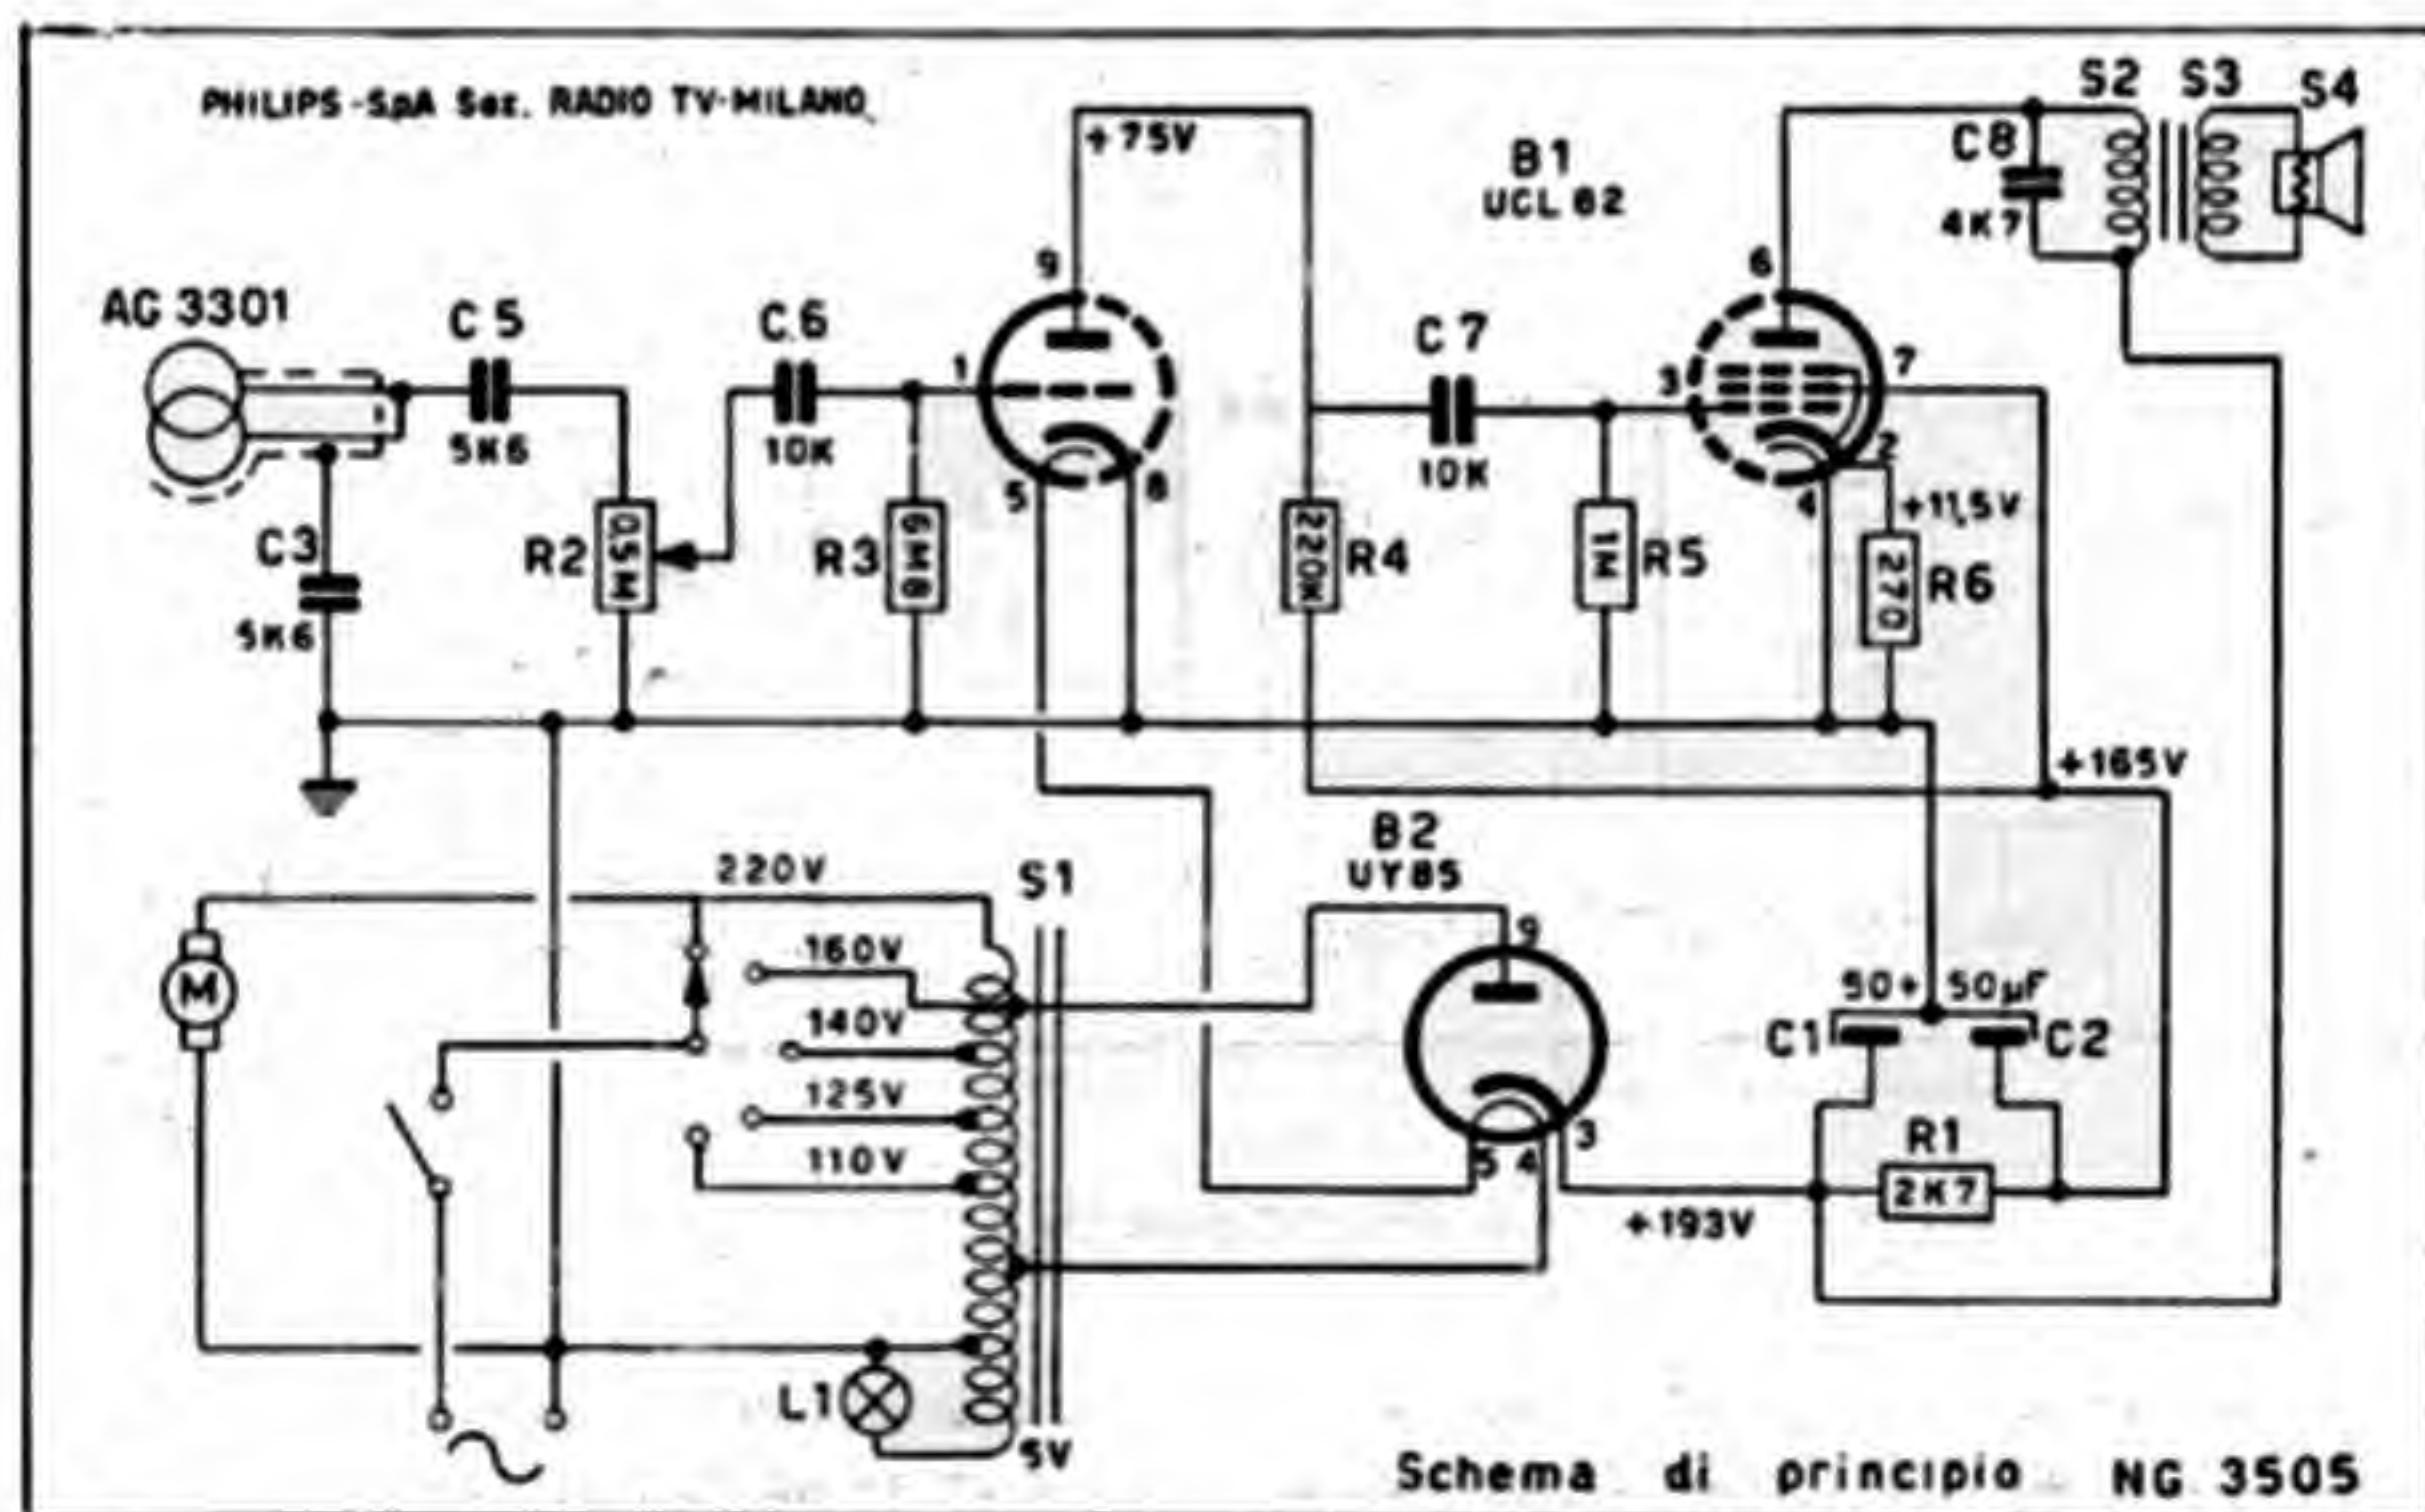 PHILIPS-SpA Sez. RADIO TV-MILANO
S2 S3 S4
+75V
C8
4K7
B1
UCL 82
9
6
AG 3301
C5
5K6
C6
10K
1
C7
10K
3
7
2
5
8
4
+11,5V
C3
5K6
R2
0.5M
R3
6M8
R4
220K
R5
1M
R6
270
+165V
B2
UY85
220V
S1
9
160V
140V
125V
110V
M
50+50µF
C1
C2
5 4
3
R1
2K7
+193V
L1
5V
Schema di principio NG 3505